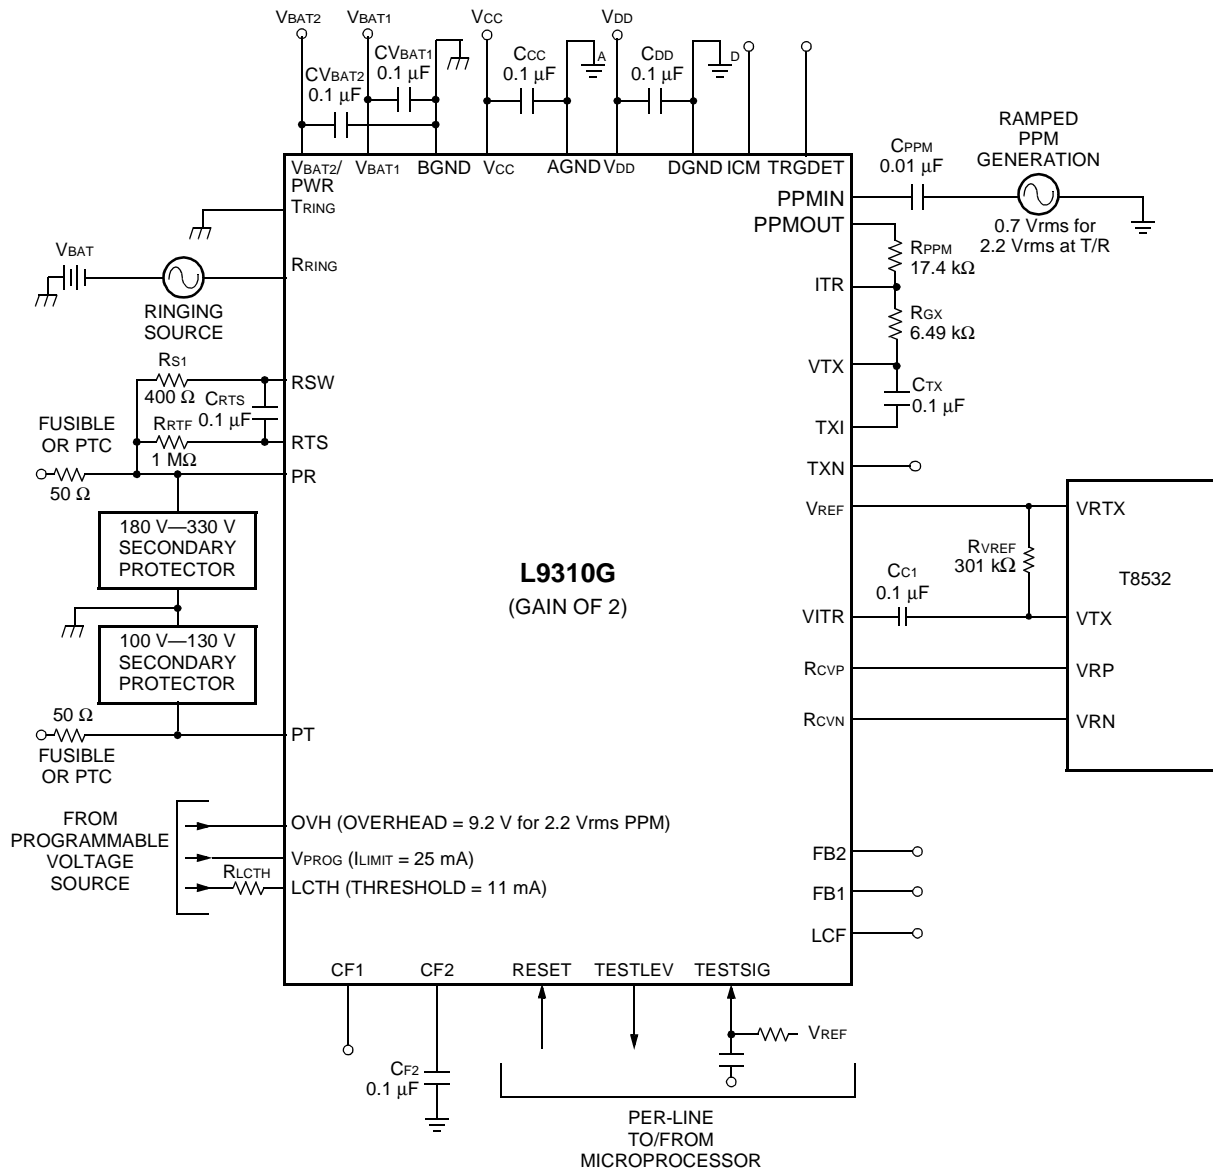 VBAT2
VBAT1
VCC
VDD
CVBAT2
0.1 µF
CVBAT1
0.1 µF
CCC
0.1 µF
A
CDD
0.1 µF
D
VBAT2/
PWR
VBAT1
BGND
VCC
AGND
VDD
DGND
ICM
TRGDET
CPPM
0.01 µF
RAMPED
PPM
GENERATION
0.7 Vrms for
2.2 Vrms at T/R
PPMIN
PPMOUT
RPPM
17.4 kΩ
ITR
RGX
6.49 kΩ
VTX
CTX
0.1 µF
TXI
TXN
TRING
VBAT
RRING
RINGING
SOURCE
RS1
400 Ω
RSW
CRTS
0.1 µF
RRTF
1 MΩ
RTS
FUSIBLE
OR PTC
50 Ω
PR
180 V—330 V
SECONDARY
PROTECTOR
100 V—130 V
SECONDARY
PROTECTOR
50 Ω
PT
FUSIBLE
OR PTC
L9310G
(GAIN OF 2)
VREF
VRTX
RVREF
301 kΩ
T8532
CC1
0.1 µF
VITR
VTX
RCVP
VRP
RCVN
VRN
FROM
PROGRAMMABLE
VOLTAGE
SOURCE
OVH (OVERHEAD = 9.2 V for 2.2 Vrms PPM)
VPROG (ILIMIT = 25 mA)
RLCTH
LCTH (THRESHOLD = 11 mA)
FB2
FB1
LCF
CF1
CF2
RESET
TESTLEV
TESTSIG
VREF
CF2
0.1 µF
PER-LINE
TO/FROM
MICROPROCESSOR